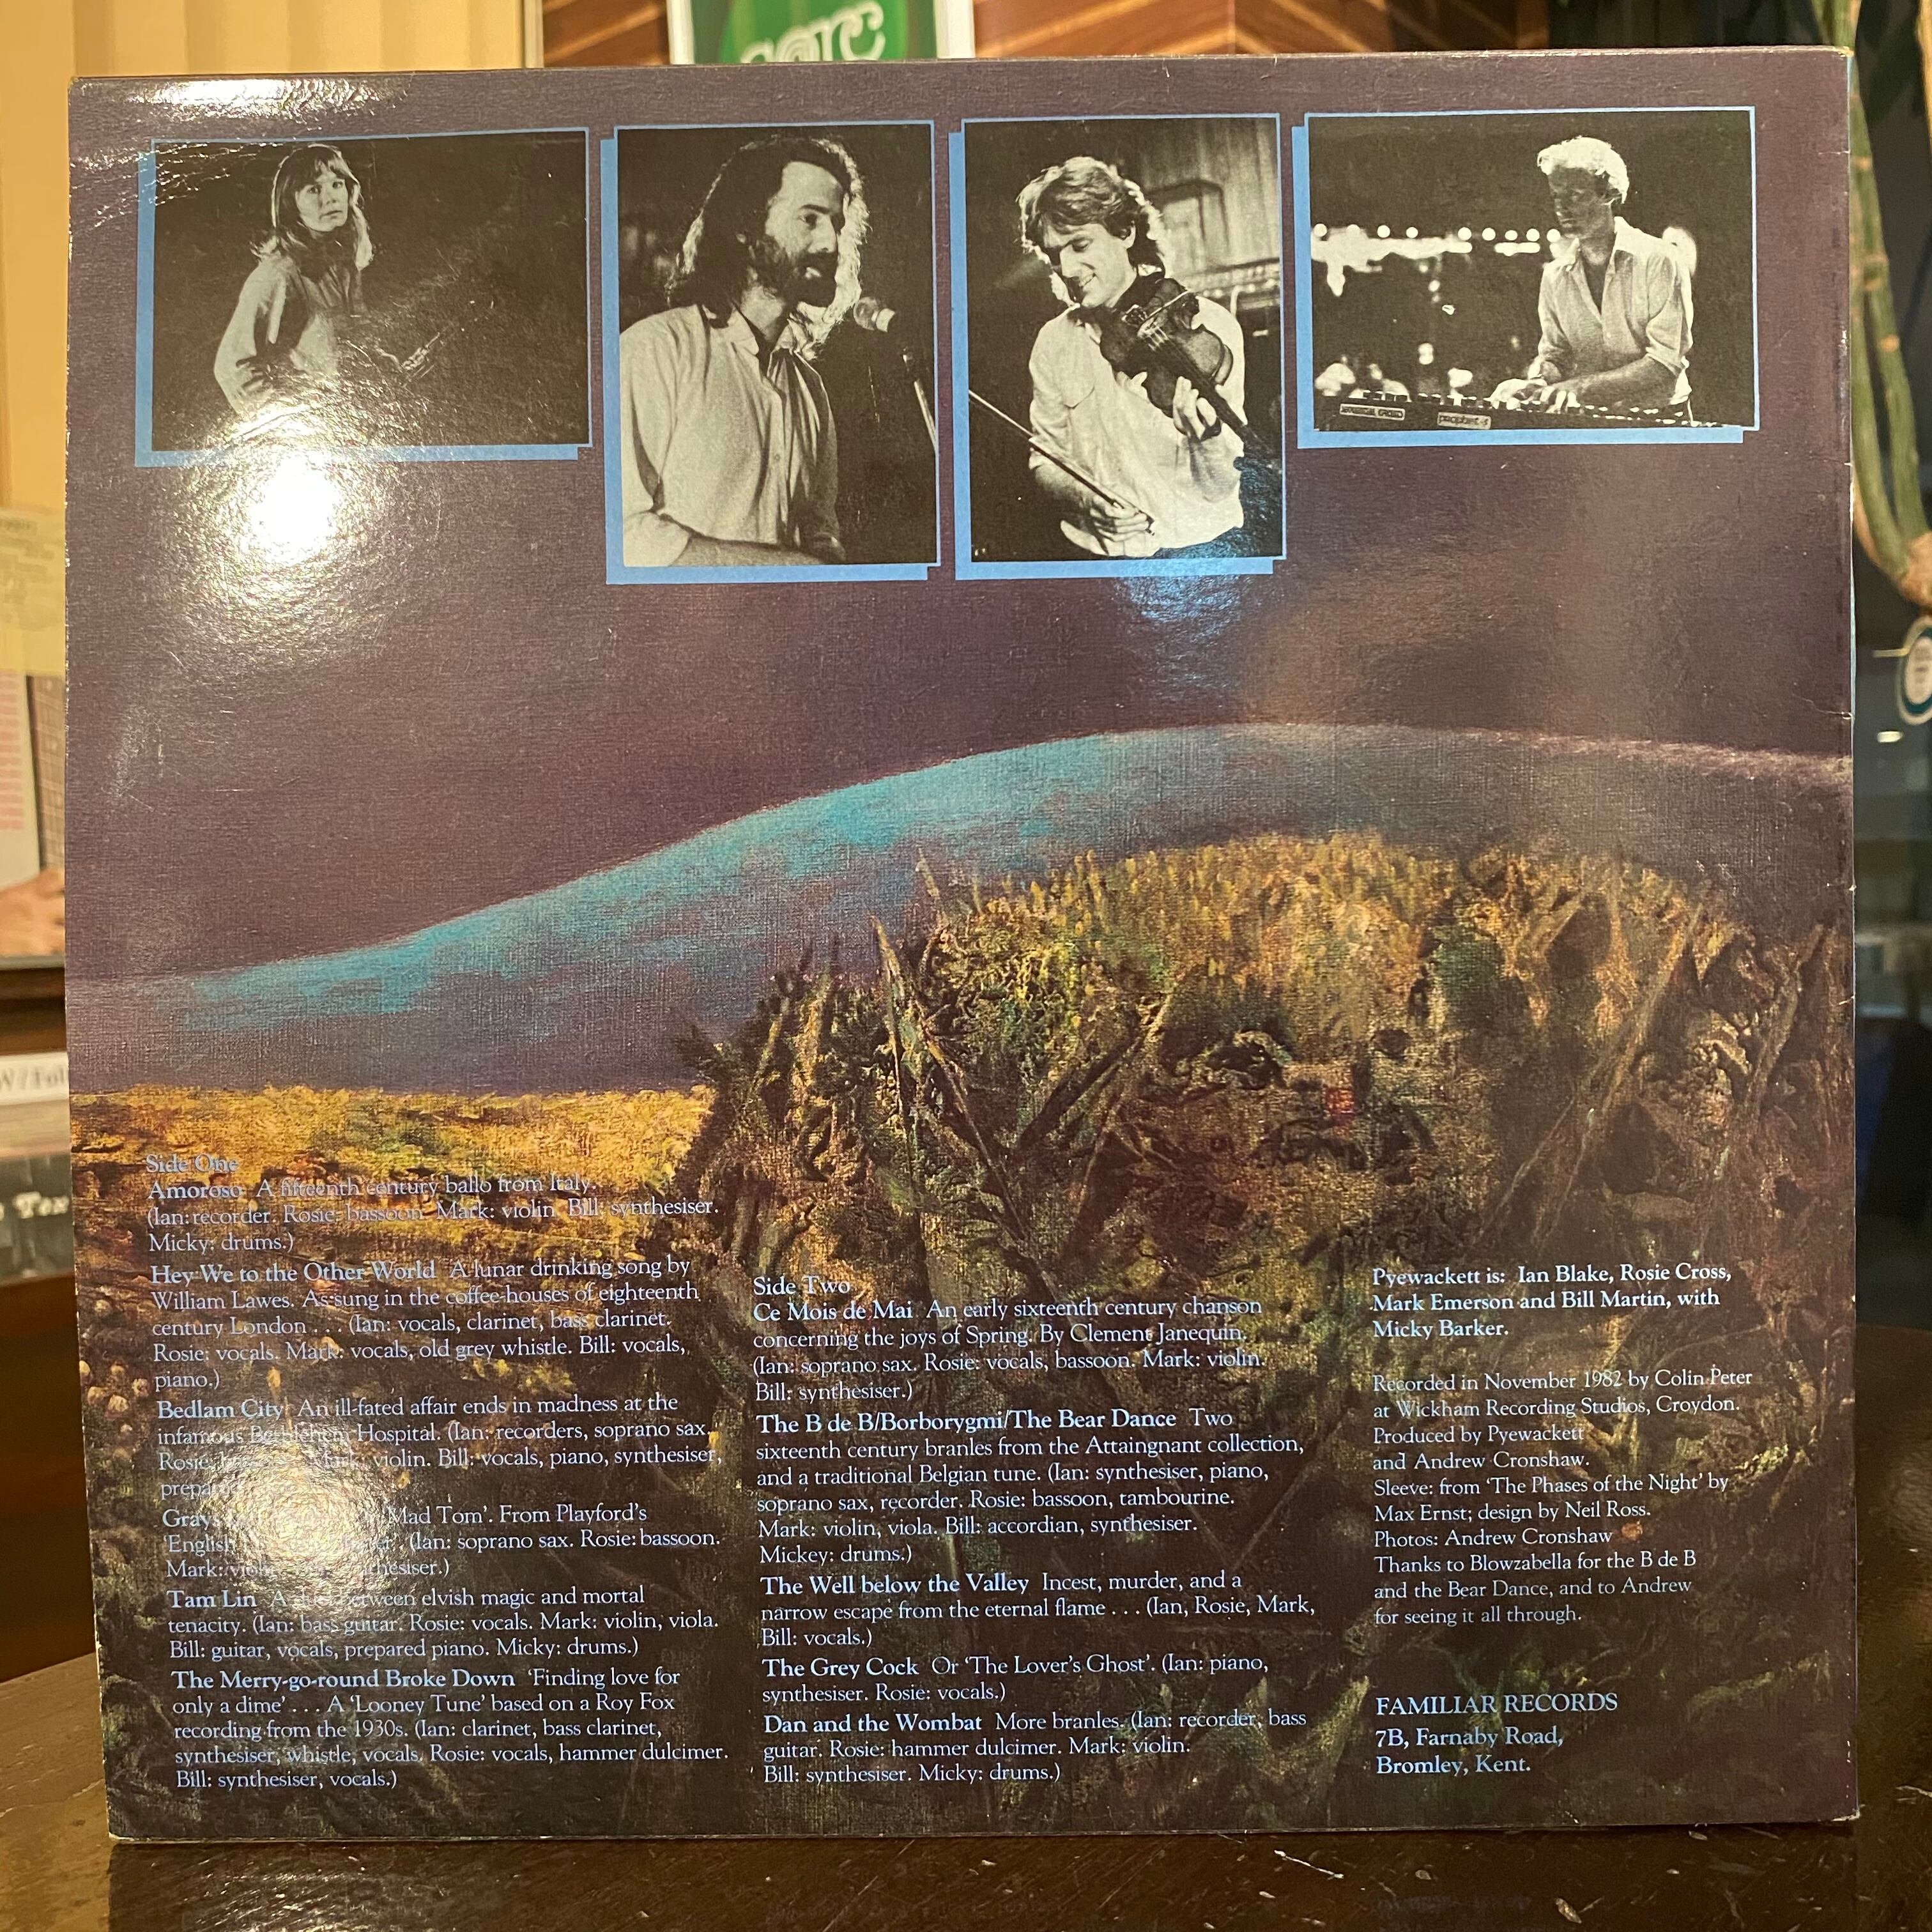 Side One
Amoroso A fifteenth century ballo from Italy.
(Ian: recorder. Rosie: bassoon. Mark: violin. Bill: synthesiser.
Micky: drums.)
Hey We to the Other World A lunar drinking song by
William Lawes. As sung in the coffee-houses of eighteenth
century London . . . (Ian: vocals, clarinet, bass clarinet.
Rosie: vocals. Mark: vocals, old grey whistle. Bill: vocals,
piano.)
Bedlam City An ill-fated affair ends in madness at the
infamous Bethlehem Hospital. (Ian: recorders, soprano sax.
Rosie: Mark: violin. Bill: vocals, piano, synthesiser,
Mad Tom'. From Playford's
'English (Ian: soprano sax. Rosie: bassoon.
Mark:
Tam Lin A between elvish magic and mortal
tenacity. (Ian: bass guitar. Rosie: vocals. Mark: violin, viola.
Bill: guitar, vocals, prepared piano. Micky: drums.)
The Merry-go-round Broke Down 'Finding love for
only a dime' . . . A 'Looney Tune' based on a Roy Fox
recording from the 1930s. (Ian: clarinet, bass clarinet,
synthesiser, whistle, vocals. Rosie: vocals, hammer dulcimer.
Bill: synthesiser, vocals.)
Side Two
Ce Mois de Mai An early sixteenth century chanson
concerning the joys of Spring. By Clement Janequin.
(Ian: soprano sax. Rosie: vocals, bassoon. Mark: violin.
Bill: synthesiser.)
The B de B/Borborygmi/The Bear Dance Two
sixteenth century branles from the Attaingnant collection,
and a traditional Belgian tune. (Ian: synthesiser, piano,
soprano sax, recorder. Rosie: bassoon, tambourine.
Mark: violin, viola. Bill: accordian, synthesiser.
Mickey: drums.)
The Well below the Valley Incest, murder, and a
narrow escape from the eternal flame . . . (Ian, Rosie, Mark,
Bill: vocals.)
The Grey Cock Or 'The Lover's Ghost'. (Ian: piano,
synthesiser. Rosie: vocals.)
Dan and the Wombat More branles. (Ian: recorder, bass
guitar. Rosie: hammer dulcimer. Mark: violin.
Bill: synthesiser. Micky: drums.)
Pyewackett is: Ian Blake, Rosie Cross,
Mark Emerson and Bill Martin, with
Micky Barker.
Recorded in November 1982 by Colin Peter
at Wickham Recording Studios, Croydon.
Produced by Pyewackett
and Andrew Cronshaw.
Sleeve: from 'The Phases of the Night' by
Max Ernst; design by Neil Ross.
Photos: Andrew Cronshaw
Thanks to Blowzabella for the B de B
and the Bear Dance, and to Andrew
for seeing it all through.
FAMILIAR RECORDS
7B, Farnaby Road,
Bromley, Kent.